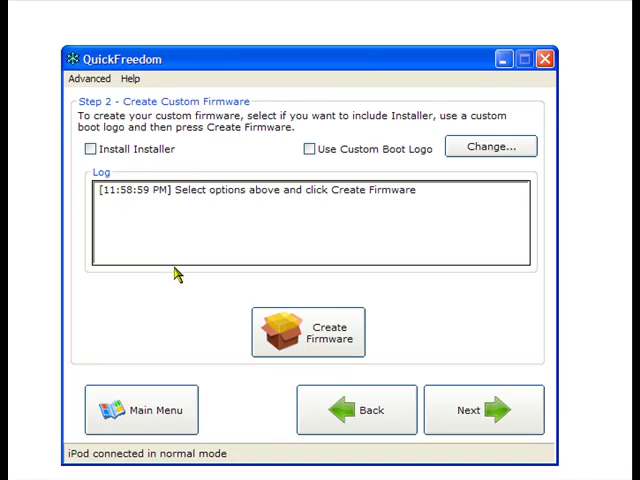 QuickFreedom
Advanced Help
Step 2 - Create Custom Firmware
To create your custom firmware, select if you want to include Installer, use a custom
boot logo and then press Create Firmware.
Install Installer
Use Custom Boot Logo
Change...
Log
[11:58:59 PM] Select options above and click Create Firmware
Create
Firmware
Main Menu
Back
Next
iPod connected in normal mode